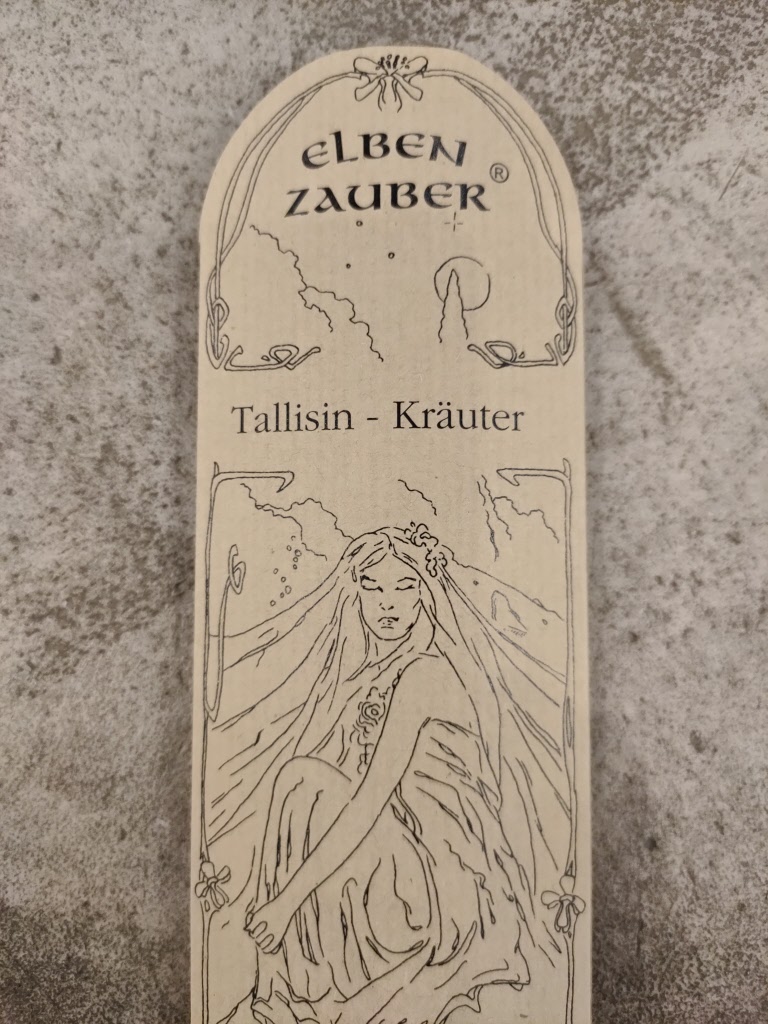 ELBEN
ZAUBER®
Tallisin - Kräuter